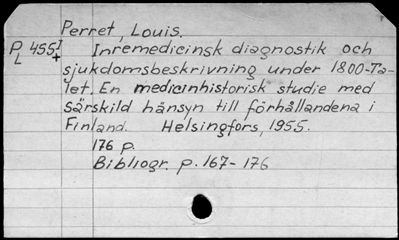 Perret, Louis.
P 455 I Inremedicinsk diagnostik och
L + sjukdomsbeskrivning under 1800-Ta-
let. En medicinhistorisk studie med
särskild hänsyn till förhållandena i
Finland. Helsingfors, 1955.
176 p.
Bibliogr. p. 167-176